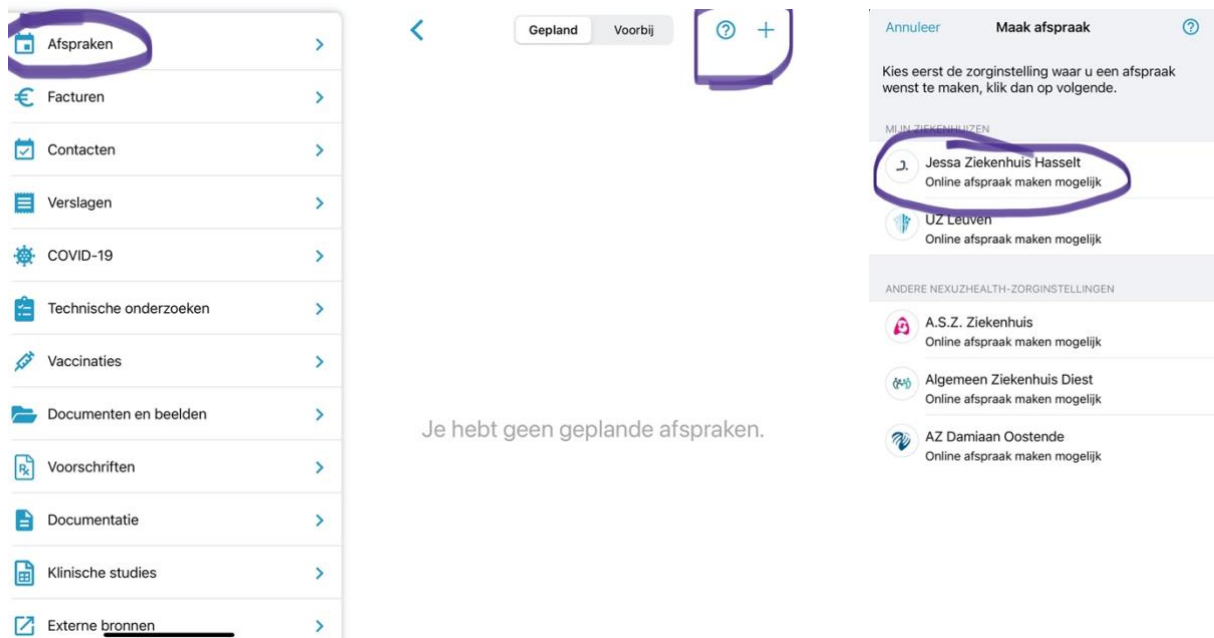 Afspraken
Facturen
Contacten
Verslagen
COVID-19
Technische onderzoeken
Vaccinaties
Documenten en beelden
Rx
Voorschriften
Documentatie
Klinische studies
Externe bronnen
Gepland
Voorbij
?
+
Je hebt geen geplande afspraken.
Annuleer
Maak afspraak
?
Kies eerst de zorginstelling waar u een afspraak
wenst te maken, klik dan op volgende.
MIJN ZIEKENHUIZEN
J.
Jessa Ziekenhuis Hasselt
Online afspraak maken mogelijk
UZ Leuven
Online afspraak maken mogelijk
ANDERE NEXUZHEALTH-ZORGINSTELLINGEN
A.S.Z. Ziekenhuis
Online afspraak maken mogelijk
Algemeen Ziekenhuis Diest
Online afspraak maken mogelijk
AZ Damiaan Oostende
Online afspraak maken mogelijk